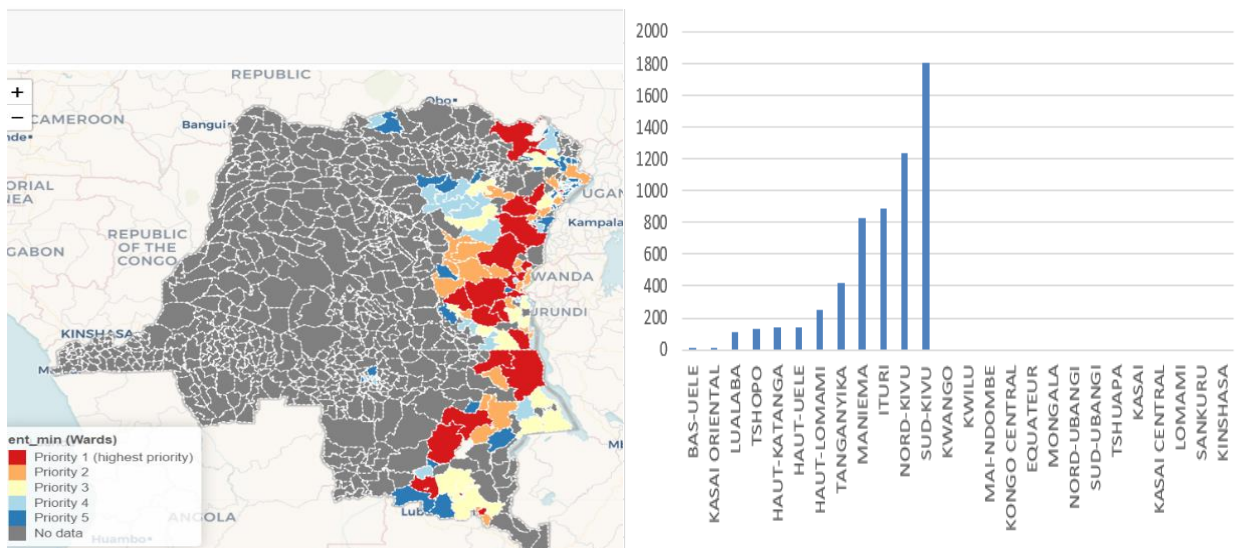 REPUBLIC
+
−
CAMEROON
Bangui
Obo
UGAN
Kampala
REPUBLIC
OF THE
CONGO
GABON
WANDA
URUNDI
KINSHASA
ANGOLA
Huambo
ent_min (Wards)
Priority 1 (highest priority)
Priority 2
Priority 3
Priority 4
Priority 5
No data
2000
1800
1600
1400
1200
1000
800
600
400
200
0
BAS-UELE
KASAI ORIENTAL
LUALABA
TSHOPO
HAUT-KATANGA
HAUT-UELE
HAUT-LOMAMI
TANGANYIKA
MANIEMA
ITURI
NORD-KIVU
SUD-KIVU
KWANGO
KWILU
MAI-NDOMBE
KONGO CENTRAL
EQUATEUR
MONGALA
NORD-UBANGI
SUD-UBANGI
TSHUAPA
KASAI
KASAI CENTRAL
LOMAMI
SANKURU
KINSHASA